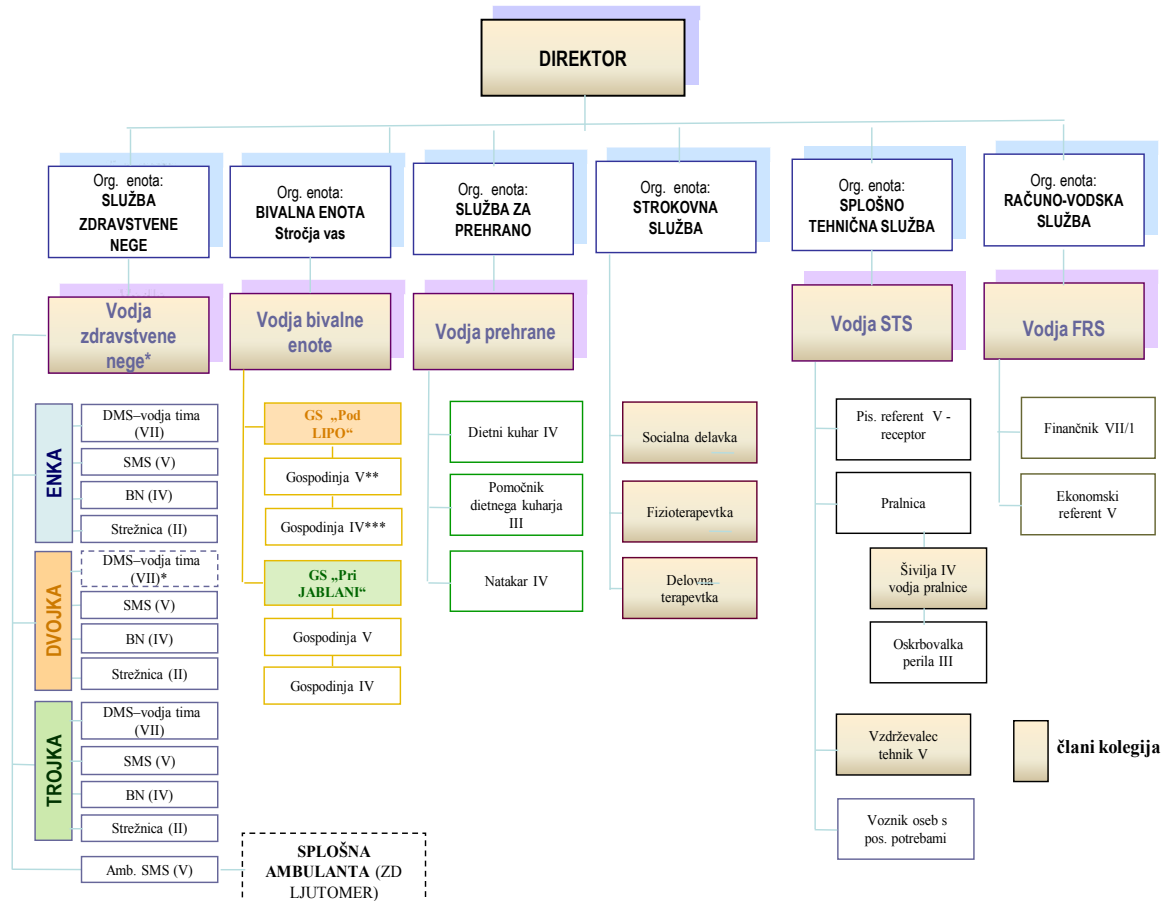 DIREKTOR
Org. enota:
SLUŽBA
ZDRAVSTVENE
NEGE
Org. enota:
BIVALNA ENOTA
Stročja vas
Org. enota:
SLUŽBA ZA
PREHRANO
Org. enota:
STROKOVNA
SLUŽBA
Org. enota:
SPLOŠNO
TEHNIČNA SLUŽBA
Org. enota:
RAČUNO-VODSKA
SLUŽBA
Vodja
zdravstvene
nege*
Vodja bivalne
enote
Vodja prehrane
Vodja STS
Vodja FRS
ENKA
DMS–vodja tima
(VII)
SMS (V)
BN (IV)
Strežnica (II)
DVOJKA
DMS–vodja tima
(VII)*
SMS (V)
BN (IV)
Strežnica (II)
TROJKA
DMS–vodja tima
(VII)
SMS (V)
BN (IV)
Strežnica (II)
Amb. SMS (V)
SPLOŠNA
AMBULANTA (ZD
LJUTOMER)
GS „Pod
LIPO“
Gospodinja V**
Gospodinja IV***
GS „Pri
JABLANI“
Gospodinja V
Gospodinja IV
Dietni kuhar IV
Pomočnik
dietnega kuharja
III
Natakar IV
Socialna delavka
Fizioterapevtka
Delovna
terapevtka
Pis. referent V -
receptor
Pralnica
Šivilja IV
vodja pralnice
Oskrbovalka
perila III
Vzdrževalec
tehnik V
Voznik oseb s
pos. potrebami
Finančnik VII/1
Ekonomski
referent V
člani kolegija